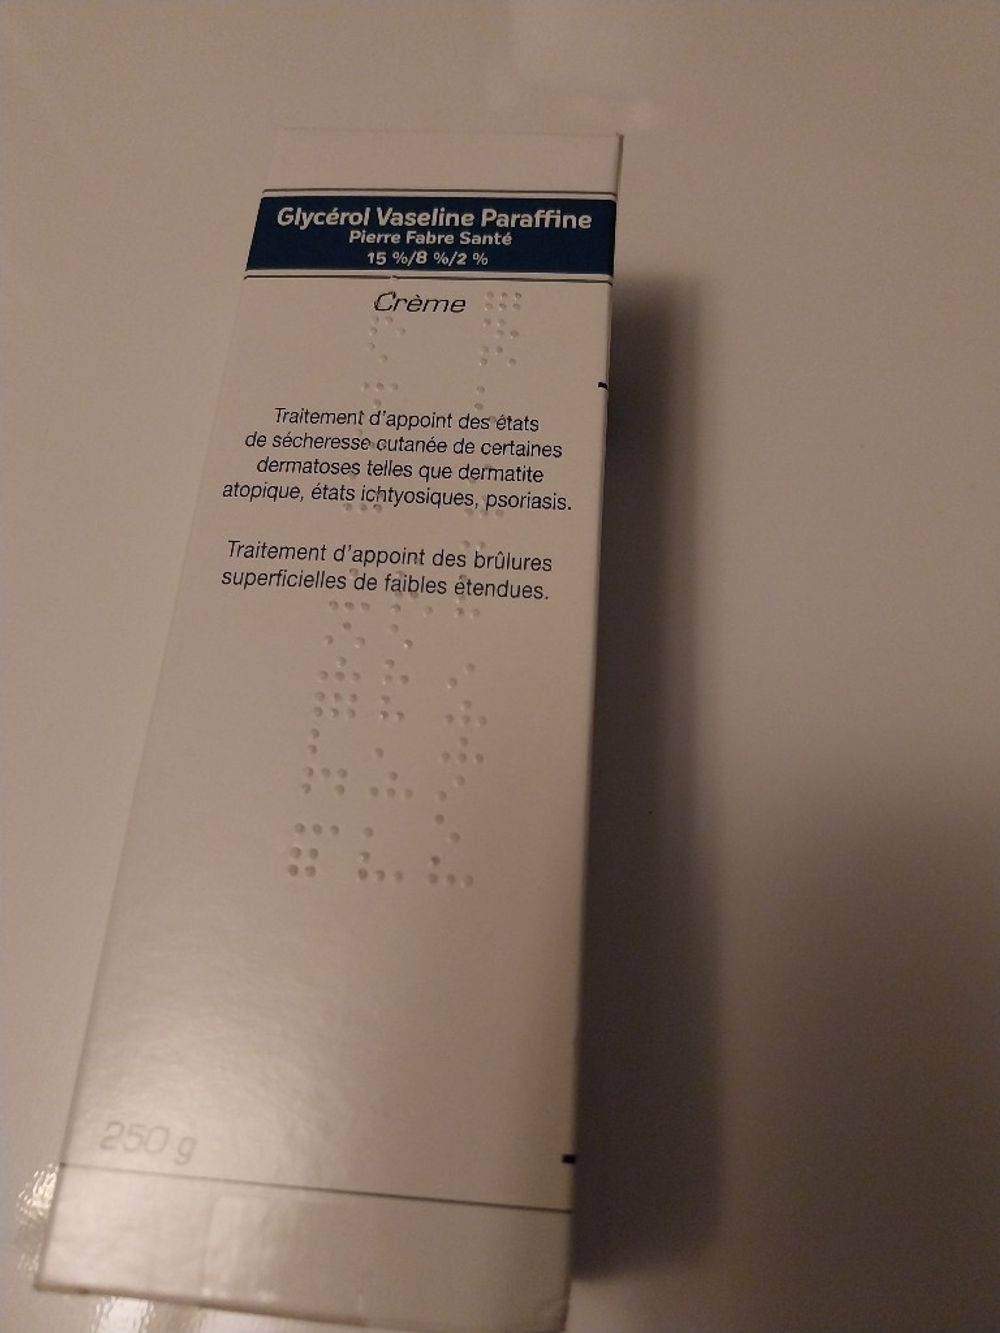 Glycérol Vaseline Paraffine
Pierre Fabre Santé
15 %/8 %/2 %
Crème
Traitement d'appoint des états
de sécheresse cutanée de certaines
dermatoses telles que dermatite
atopique, états ichtyosiques, psoriasis.
Traitement d'appoint des brûlures
superficielles de faibles étendues.
250 g